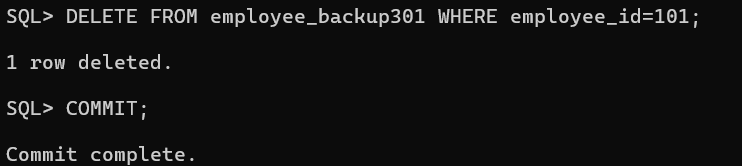 SQL> DELETE FROM employee_backup301 WHERE employee_id=101;
1 row deleted.
SQL> COMMIT;
Commit complete.